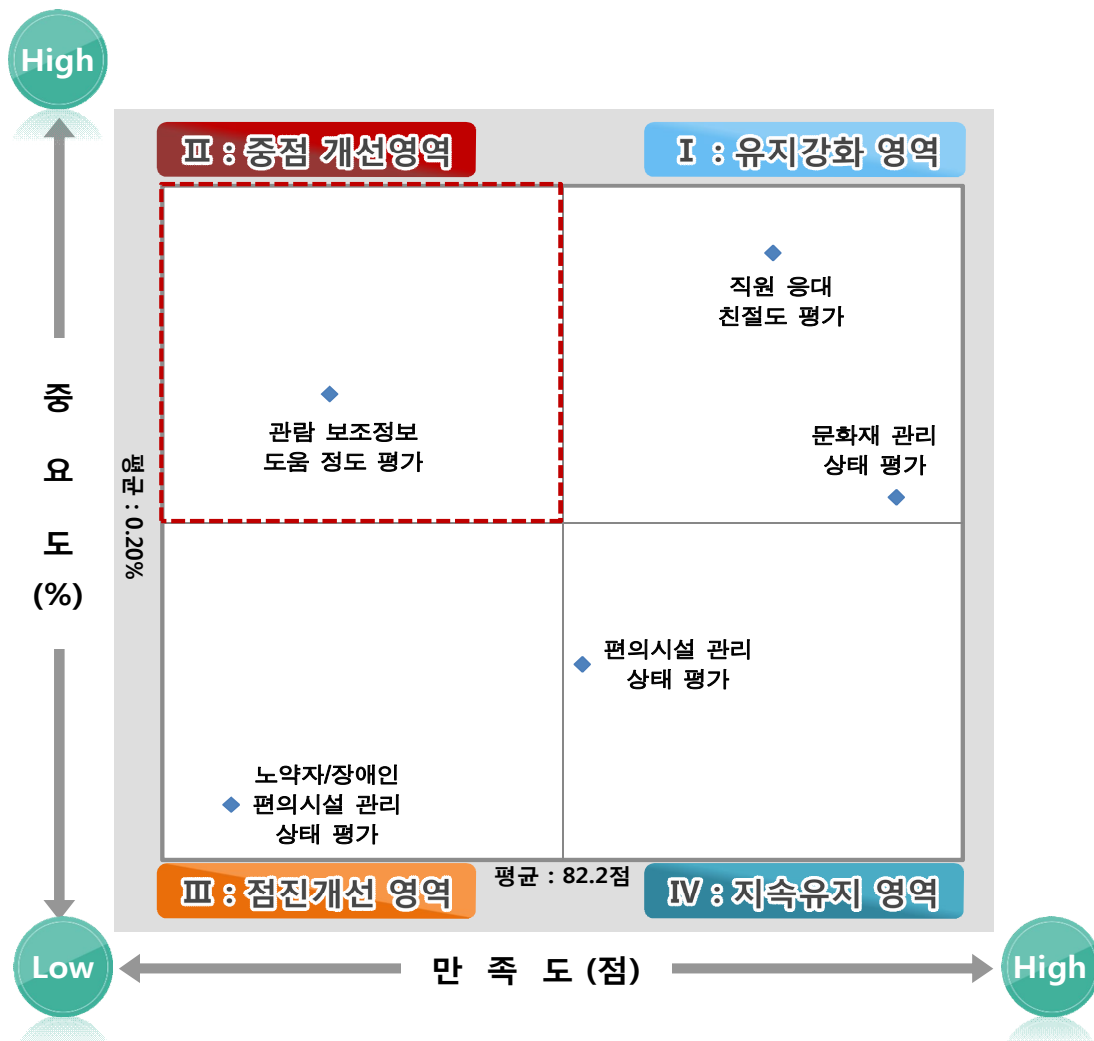 High
Ⅱ : 중점 개선영역
Ⅰ : 유지강화 영역
직원 응대
친절도 평가
관람 보조정보
도움 정도 평가
문화재 관리
상태 평가
중
요
도
(%)
평균 : 0.20%
편의시설 관리
상태 평가
노약자/장애인
편의시설 관리
상태 평가
평균 : 82.2점
Ⅲ : 점진개선 영역
Ⅳ : 지속유지 영역
Low
만 족 도 (점)
High